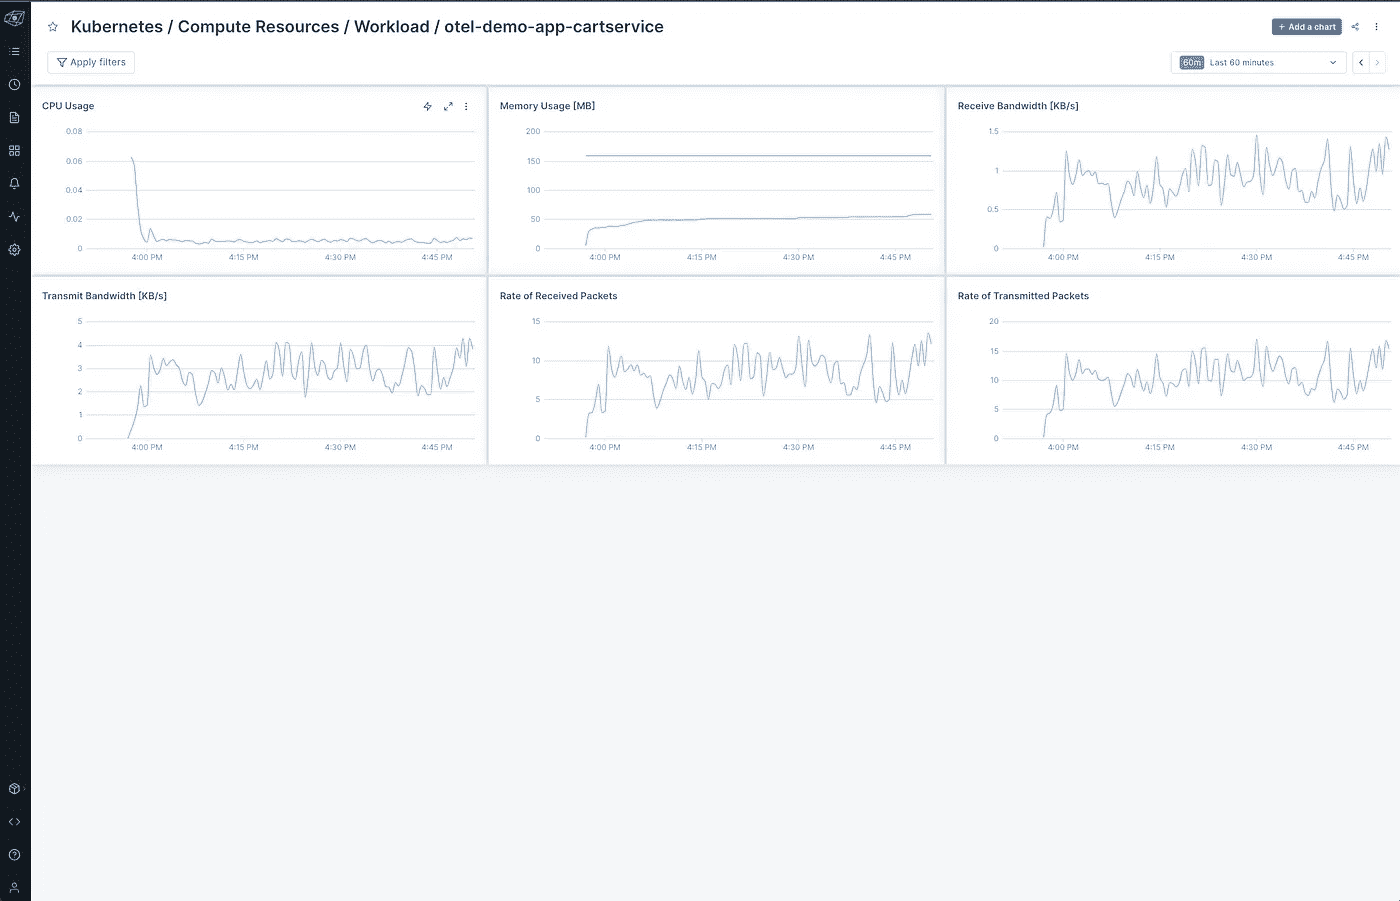 Kubernetes / Compute Resources / Workload / otel-demo-app-cartservice
+ Add a chart
Apply filters
60m Last 60 minutes
CPU Usage
0.08
0.06
0.04
0.02
0
4:00 PM 4:15 PM 4:30 PM 4:45 PM
Memory Usage [MB]
200
150
100
50
0
4:00 PM 4:15 PM 4:30 PM 4:45 PM
Receive Bandwidth [KB/s]
1.5
1
0.5
0
4:00 PM 4:15 PM 4:30 PM 4:45 PM
Transmit Bandwidth [KB/s]
5
4
3
2
1
0
4:00 PM 4:15 PM 4:30 PM 4:45 PM
Rate of Received Packets
15
10
5
0
4:00 PM 4:15 PM 4:30 PM 4:45 PM
Rate of Transmitted Packets
20
15
10
5
0
4:00 PM 4:15 PM 4:30 PM 4:45 PM